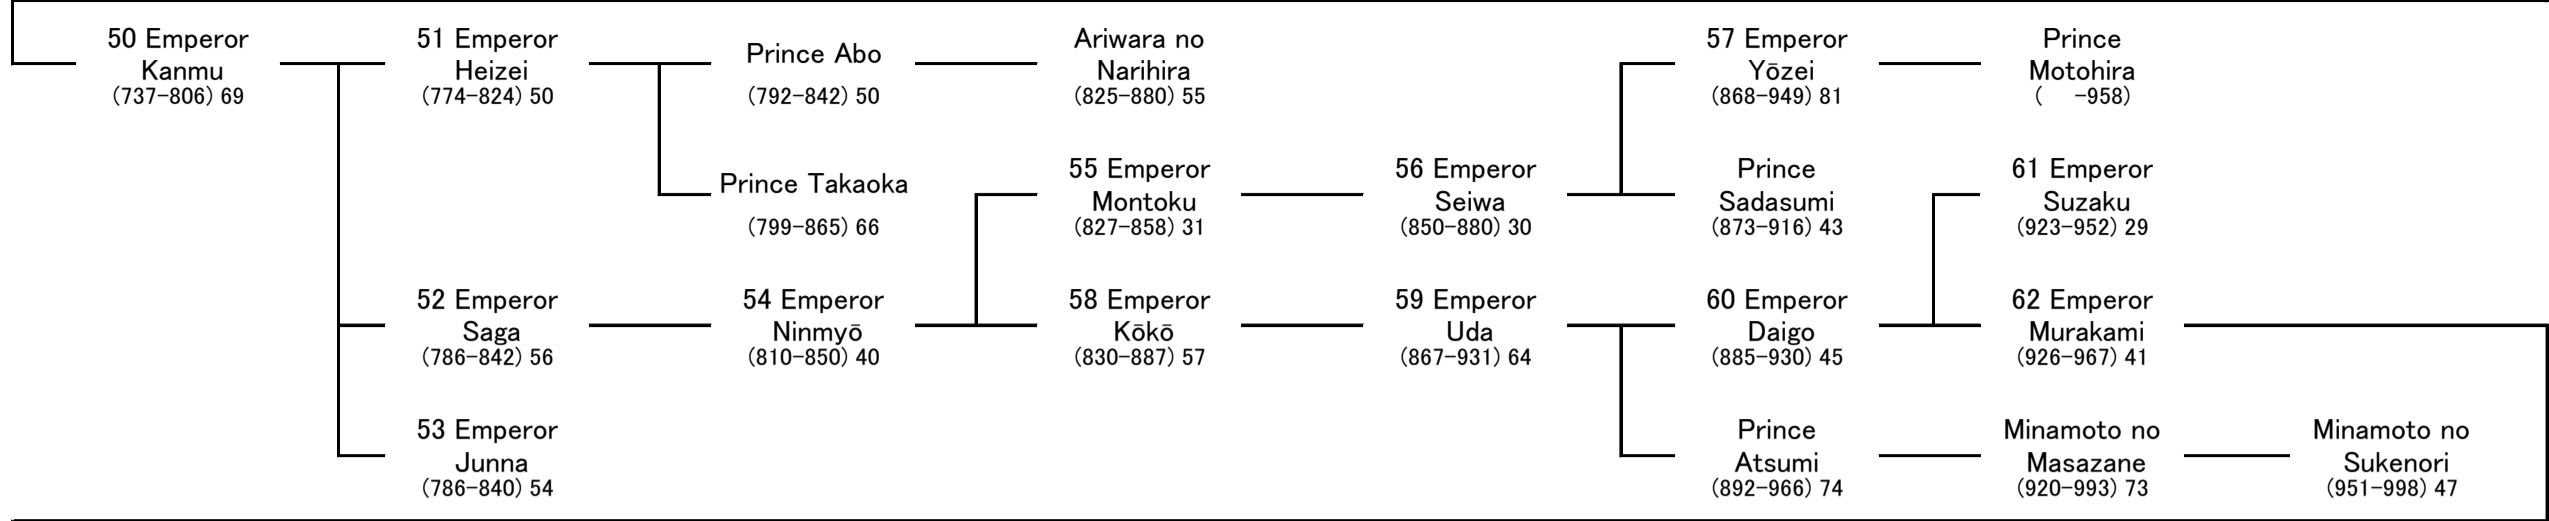 50 Emperor
Kanmu
(737-806) 69
51 Emperor
Heizei
(774-824) 50
Prince Abo
(792-842) 50
Ariwara no
Narihira
(825-880) 55
57 Emperor
Yōzei
(868-949) 81
Prince
Motohira
(    -958)
Prince Takaoka
(799-865) 66
55 Emperor
Montoku
(827-858) 31
56 Emperor
Seiwa
(850-880) 30
Prince
Sadasumi
(873-916) 43
61 Emperor
Suzaku
(923-952) 29
52 Emperor
Saga
(786-842) 56
54 Emperor
Ninmyō
(810-850) 40
58 Emperor
Kōkō
(830-887) 57
59 Emperor
Uda
(867-931) 64
60 Emperor
Daigo
(885-930) 45
62 Emperor
Murakami
(926-967) 41
53 Emperor
Junna
(786-840) 54
Prince
Atsumi
(892-966) 74
Minamoto no
Masazane
(920-993) 73
Minamoto no
Sukenori
(951-998) 47